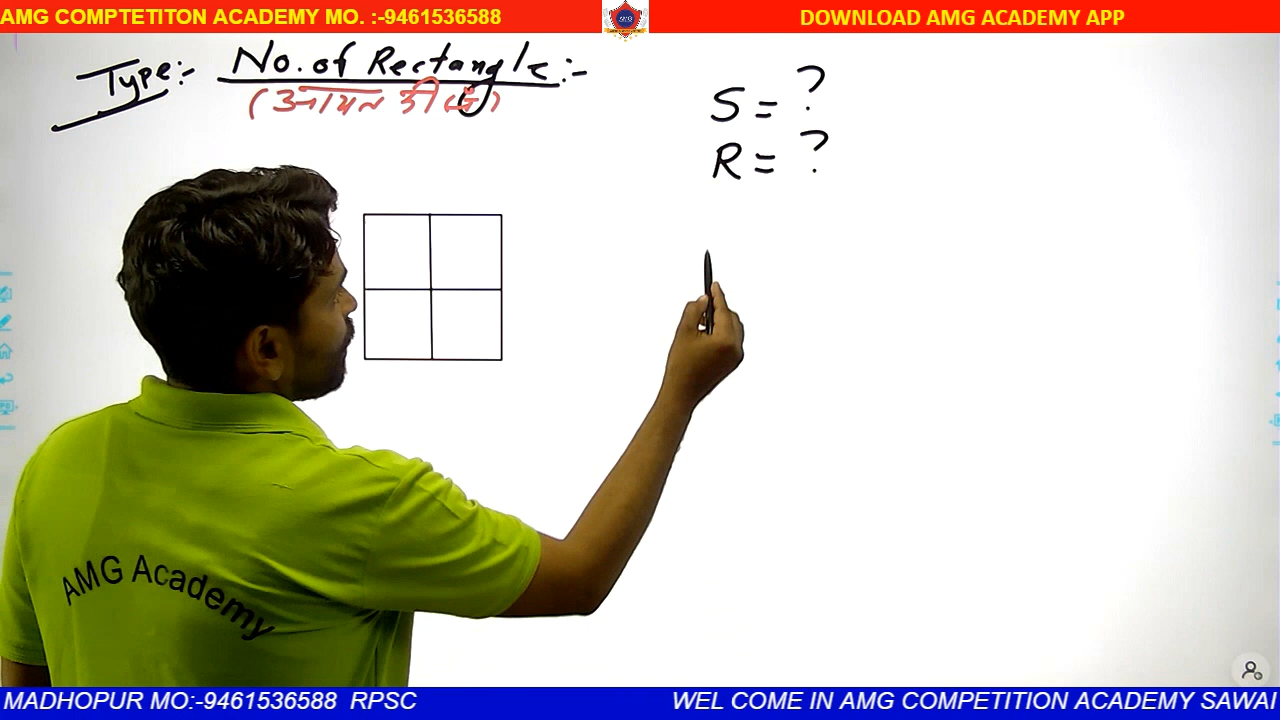 AMG COMPTETITON ACADEMY MO. :-9461536588
DOWNLOAD AMG ACADEMY APP
Type:- No. of Rectangle:-
(आयत की सं)
S = ?
R = ?
AMG Academy
MADHOPUR MO:-9461536588 RPSC
WEL COME IN AMG COMPETITION ACADEMY SAWAI